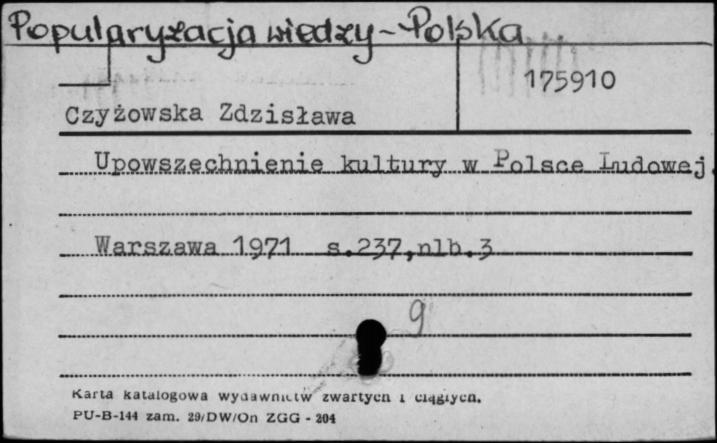 Popularyzacja wiedzy - Polska
175910
Czyżowska Zdzisława
Upowszechnienie kultury w Polsce Ludowej.
Warszawa 1971 s.237,nlb.3
9
Karta katalogowa wydawnictw zwartych i ciągłych.
PU-B-144 zam. 29/DW/On ZGG - 204